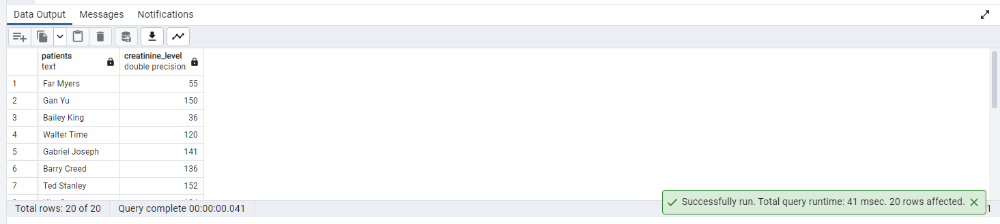 Data Output Messages Notifications
patients creatinine_level
text double precision
1 Far Myers 55
2 Gan Yu 150
3 Bailey King 36
4 Walter Time 120
5 Gabriel Joseph 141
6 Barry Creed 136
7 Ted Stanley 152
Successfully run. Total query runtime: 41 msec. 20 rows affected.
Total rows: 20 of 20 Query complete 00:00:00.041 1